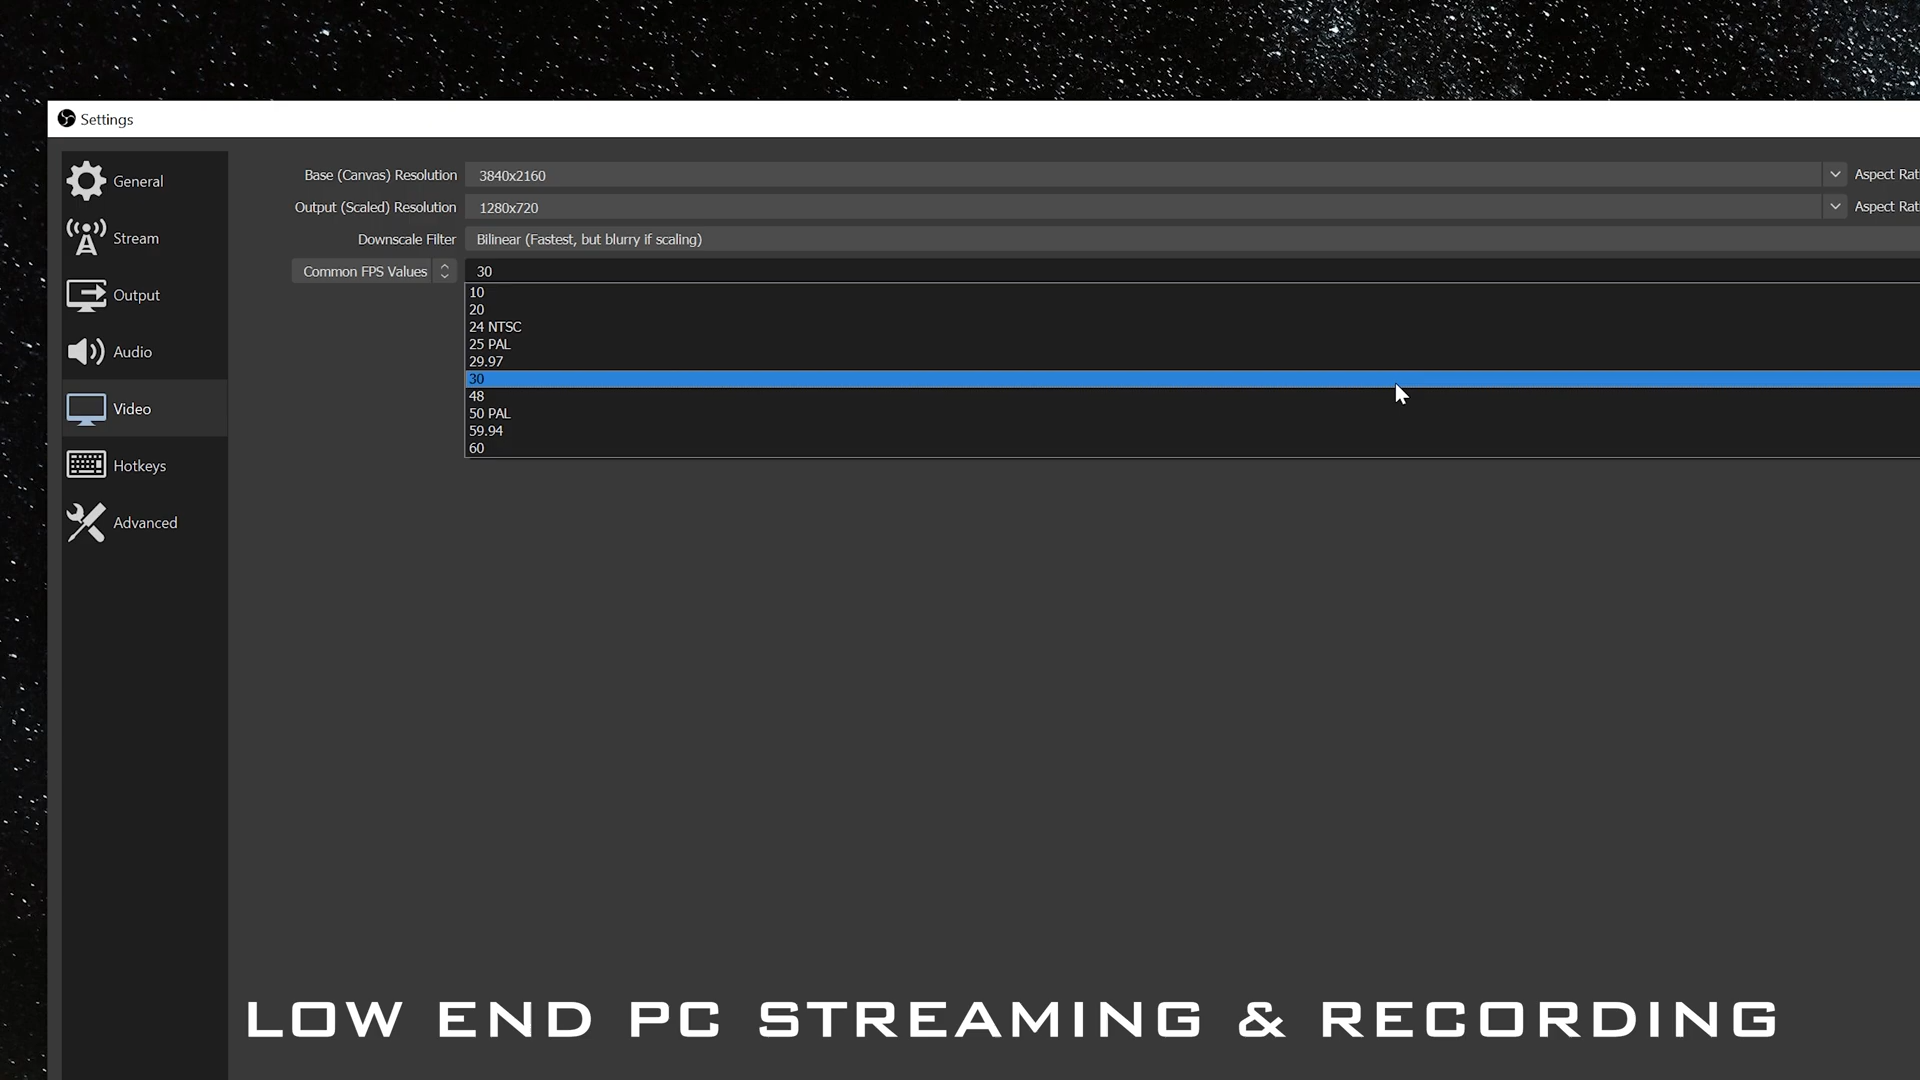 Settings
General
Stream
Output
Audio
Video
Hotkeys
Advanced
Base (Canvas) Resolution 3840x2160 Aspect Rat
Output (Scaled) Resolution 1280x720 Aspect Rat
Downscale Filter Bilinear (Fastest, but blurry if scaling)
Common FPS Values 30
10
20
24 NTSC
25 PAL
29.97
30
48
50 PAL
59.94
60
LOW END PC STREAMING & RECORDING